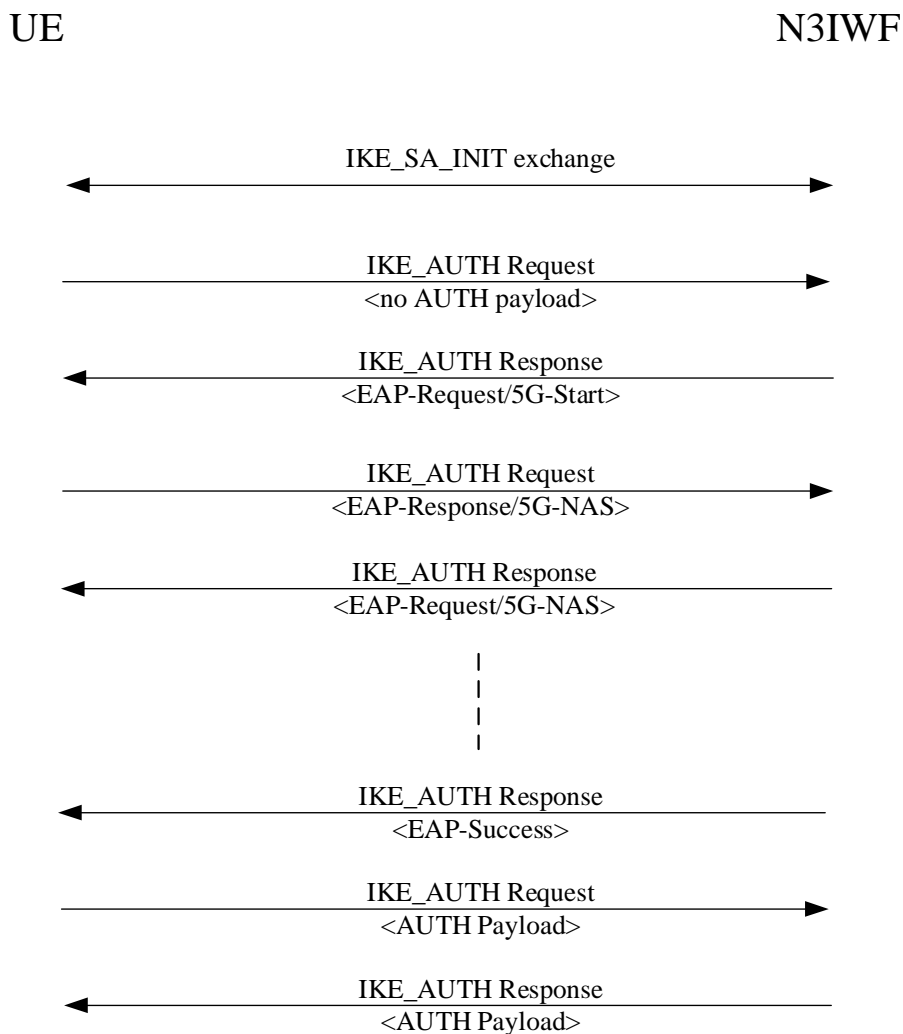 UE N3IWF
IKE_SA_INIT exchange
IKE_AUTH Request
<no AUTH payload>
IKE_AUTH Response
<EAP-Request/5G-Start>
IKE_AUTH Request
<EAP-Response/5G-NAS>
IKE_AUTH Response
<EAP-Request/5G-NAS>
IKE_AUTH Response
<EAP-Success>
IKE_AUTH Request
<AUTH Payload>
IKE_AUTH Response
<AUTH Payload>